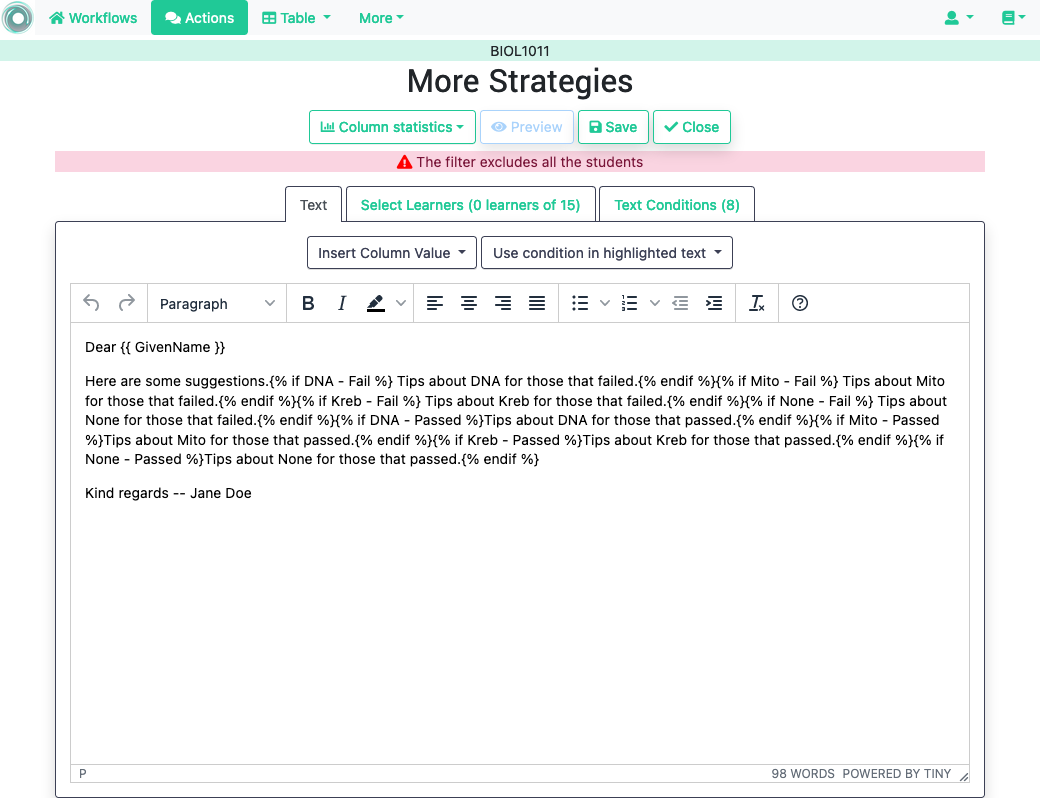 Workflows Actions Table More
BIOL1011
More Strategies
Column statistics Preview Save Close
The filter excludes all the students
Text Select Learners (0 learners of 15) Text Conditions (8)
Insert Column Value Use condition in highlighted text
Paragraph B I
Dear {{ GivenName }}
Here are some suggestions.{% if DNA - Fail %} Tips about DNA for those that failed.{% endif %}{% if Mito - Fail %} Tips about Mito
for those that failed.{% endif %}{% if Kreb - Fail %} Tips about Kreb for those that failed.{% endif %}{% if None - Fail %} Tips about
None for those that failed.{% endif %}{% if DNA - Passed %}Tips about DNA for those that passed.{% endif %}{% if Mito - Passed
%}Tips about Mito for those that passed.{% endif %}{% if Kreb - Passed %}Tips about Kreb for those that passed.{% endif %}{% if
None - Passed %}Tips about None for those that passed.{% endif %}
Kind regards -- Jane Doe
P 98 WORDS POWERED BY TINY